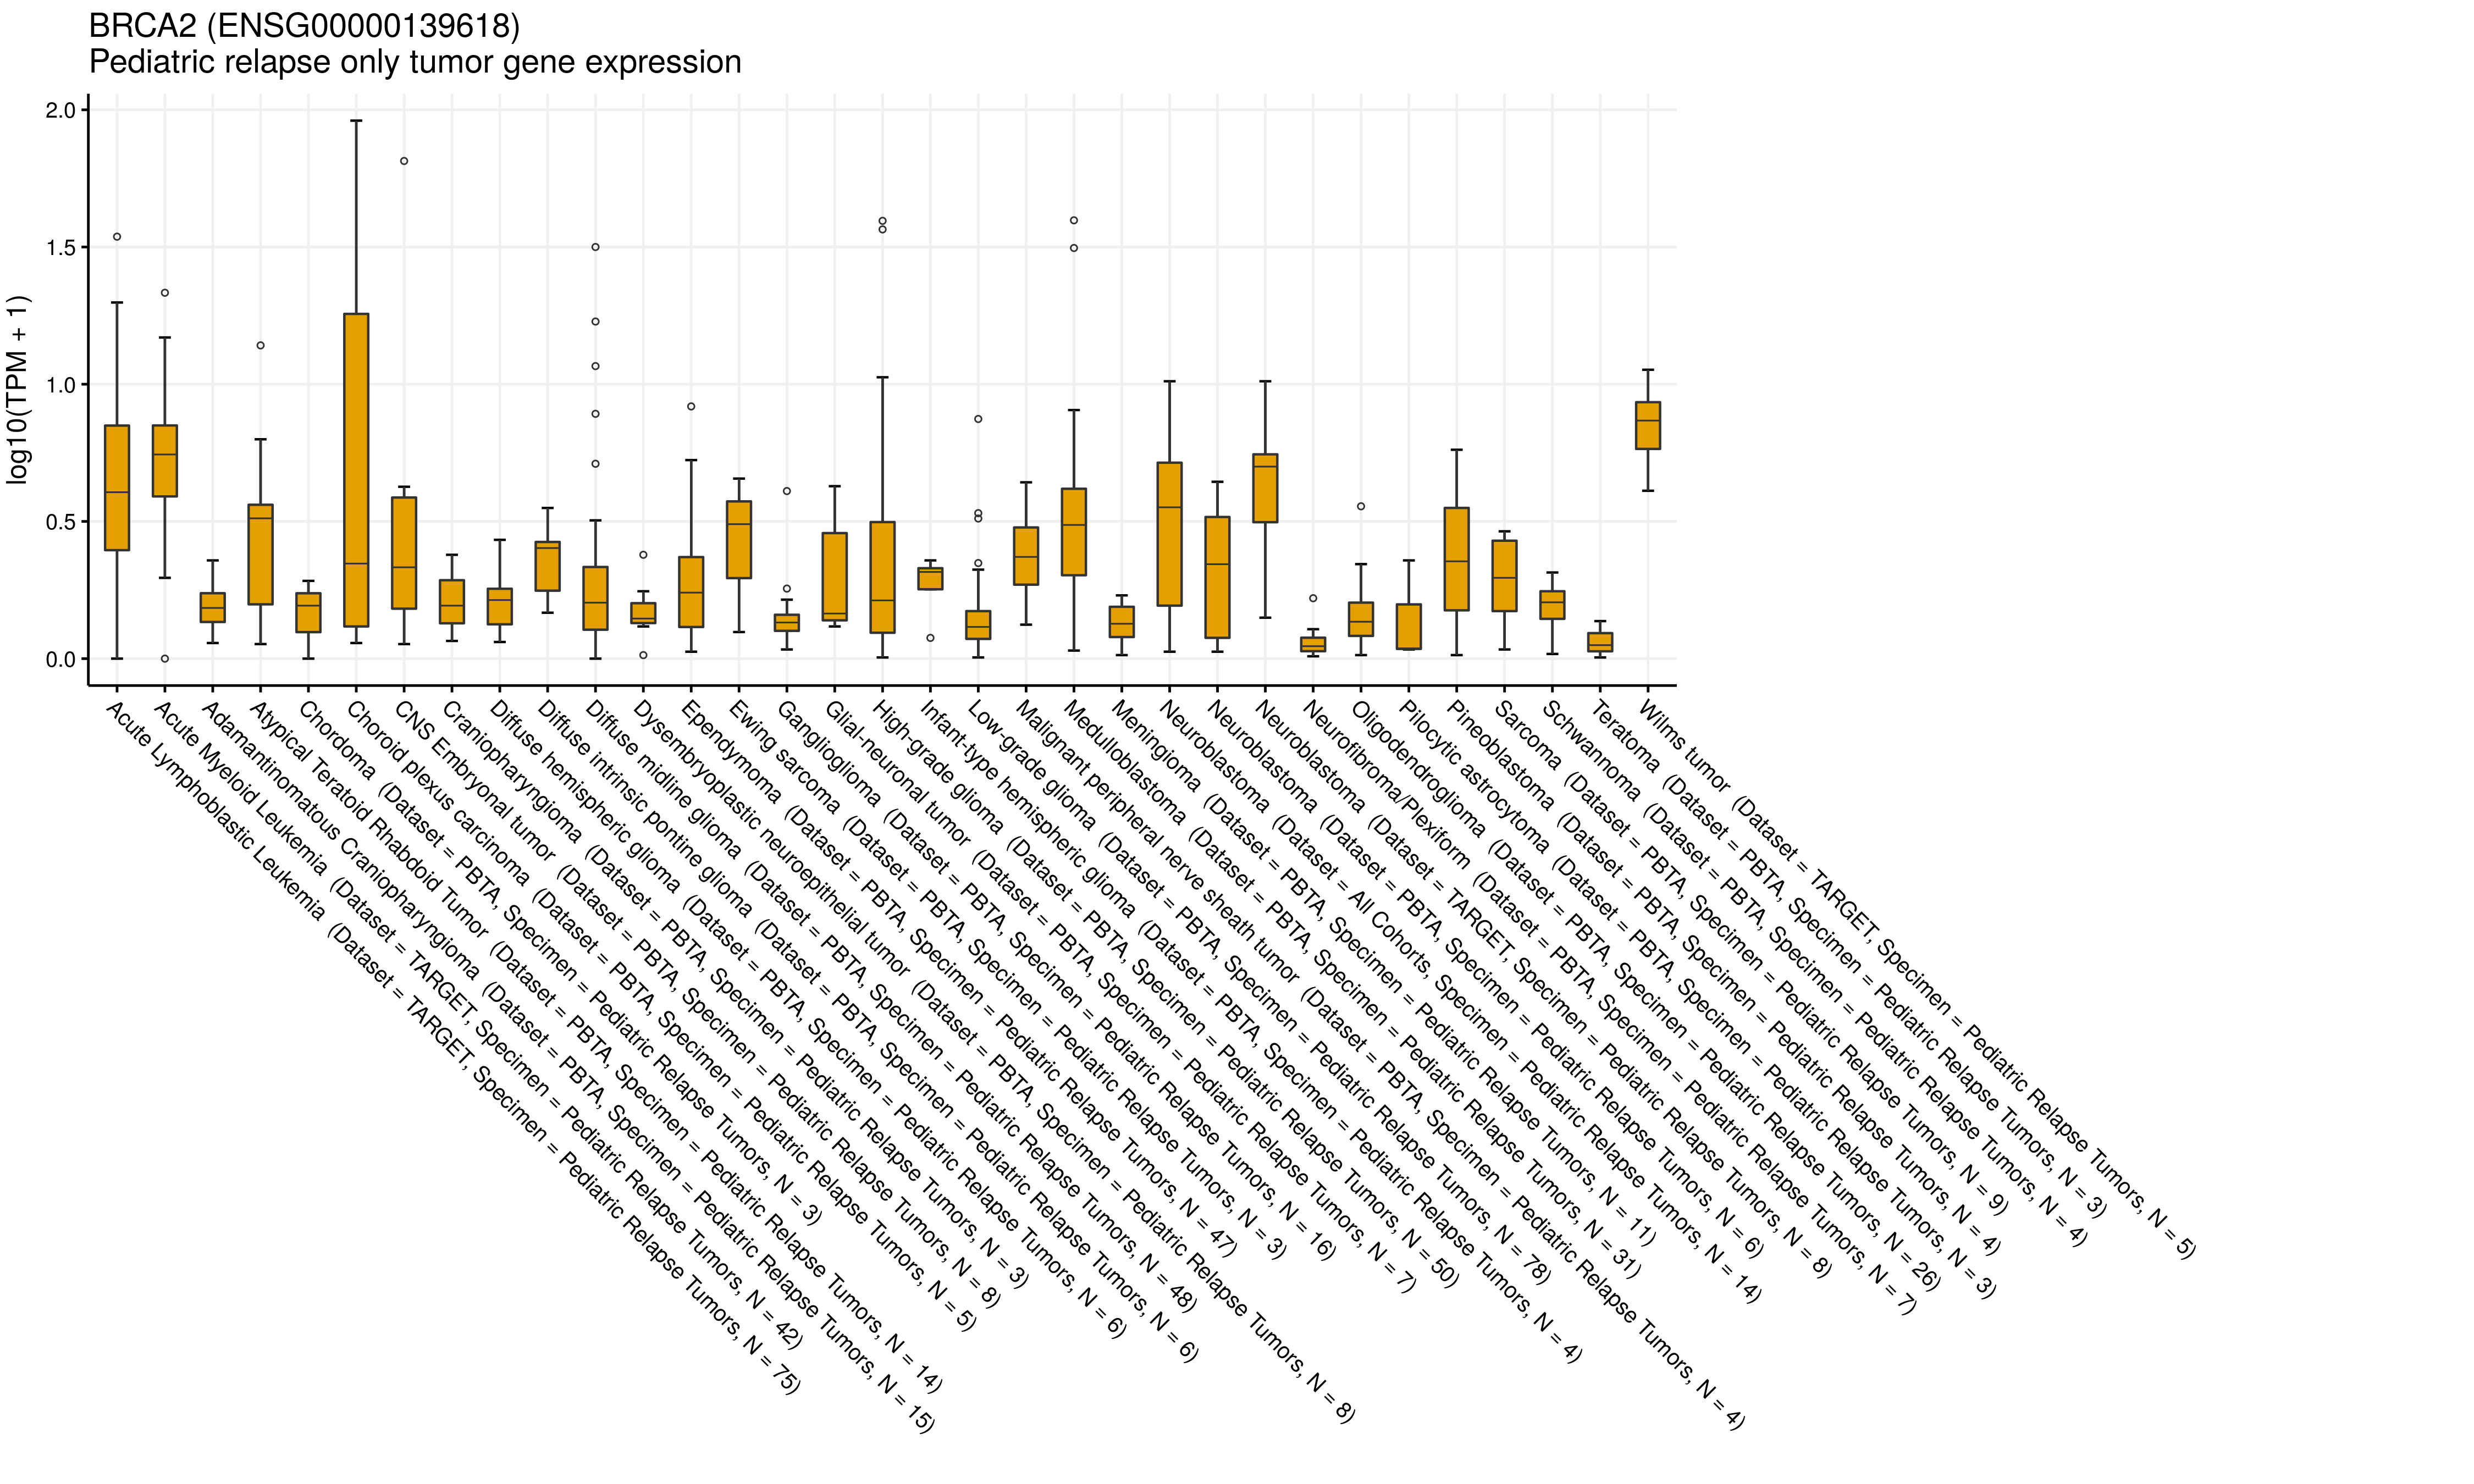 BRCA2 (ENSG00000139618)
Pediatric relapse only tumor gene expression
log10(TPM + 1)
2.0
1.5
1.0
0.5
0.0
Acute Lymphoblastic Leukemia (Dataset = TARGET, Specimen = Pediatric Relapse Tumors, N = 75)
Acute Myeloid Leukemia (Dataset = TARGET, Specimen = Pediatric Relapse Tumors, N = 42)
Adamantinomatous Craniopharyngioma (Dataset = PBTA, Specimen = Pediatric Relapse Tumors, N = 15)
Atypical Teratoid Rhabdoid Tumor (Dataset = PBTA, Specimen = Pediatric Relapse Tumors, N = 14)
Chordoma (Dataset = PBTA, Specimen = Pediatric Relapse Tumors, N = 3)
Choroid plexus carcinoma (Dataset = PBTA, Specimen = Pediatric Relapse Tumors, N = 5)
CNS Embryonal tumor (Dataset = PBTA, Specimen = Pediatric Relapse Tumors, N = 8)
Craniopharyngioma (Dataset = PBTA, Specimen = Pediatric Relapse Tumors, N = 3)
Diffuse hemispheric glioma (Dataset = PBTA, Specimen = Pediatric Relapse Tumors, N = 6)
Diffuse intrinsic pontine glioma (Dataset = PBTA, Specimen = Pediatric Relapse Tumors, N = 6)
Diffuse midline glioma (Dataset = PBTA, Specimen = Pediatric Relapse Tumors, N = 48)
Dysembryoplastic neuroepithelial tumor (Dataset = PBTA, Specimen = Pediatric Relapse Tumors, N = 8)
Ependymoma (Dataset = PBTA, Specimen = Pediatric Relapse Tumors, N = 47)
Ewing sarcoma (Dataset = PBTA, Specimen = Pediatric Relapse Tumors, N = 3)
Ganglioglioma (Dataset = PBTA, Specimen = Pediatric Relapse Tumors, N = 16)
Glial-neuronal tumor (Dataset = PBTA, Specimen = Pediatric Relapse Tumors, N = 7)
High-grade glioma (Dataset = PBTA, Specimen = Pediatric Relapse Tumors, N = 50)
Infant-type hemispheric glioma (Dataset = PBTA, Specimen = Pediatric Relapse Tumors, N = 4)
Low-grade glioma (Dataset = PBTA, Specimen = Pediatric Relapse Tumors, N = 78)
Malignant peripheral nerve sheath tumor (Dataset = PBTA, Specimen = Pediatric Relapse Tumors, N = 4)
Medulloblastoma (Dataset = PBTA, Specimen = Pediatric Relapse Tumors, N = 31)
Meningioma (Dataset = PBTA, Specimen = Pediatric Relapse Tumors, N = 11)
Neuroblastoma (Dataset = All Cohorts, Specimen = Pediatric Relapse Tumors, N = 14)
Neuroblastoma (Dataset = PBTA, Specimen = Pediatric Relapse Tumors, N = 6)
Neuroblastoma (Dataset = TARGET, Specimen = Pediatric Relapse Tumors, N = 8)
Neurofibroma/Plexiform (Dataset = PBTA, Specimen = Pediatric Relapse Tumors, N = 7)
Oligodendroglioma (Dataset = PBTA, Specimen = Pediatric Relapse Tumors, N = 26)
Pilocytic astrocytoma (Dataset = PBTA, Specimen = Pediatric Relapse Tumors, N = 3)
Pineoblastoma (Dataset = PBTA, Specimen = Pediatric Relapse Tumors, N = 4)
Sarcoma (Dataset = PBTA, Specimen = Pediatric Relapse Tumors, N = 9)
Schwannoma (Dataset = PBTA, Specimen = Pediatric Relapse Tumors, N = 4)
Teratoma (Dataset = PBTA, Specimen = Pediatric Relapse Tumors, N = 3)
Wilms tumor (Dataset = TARGET, Specimen = Pediatric Relapse Tumors, N = 5)